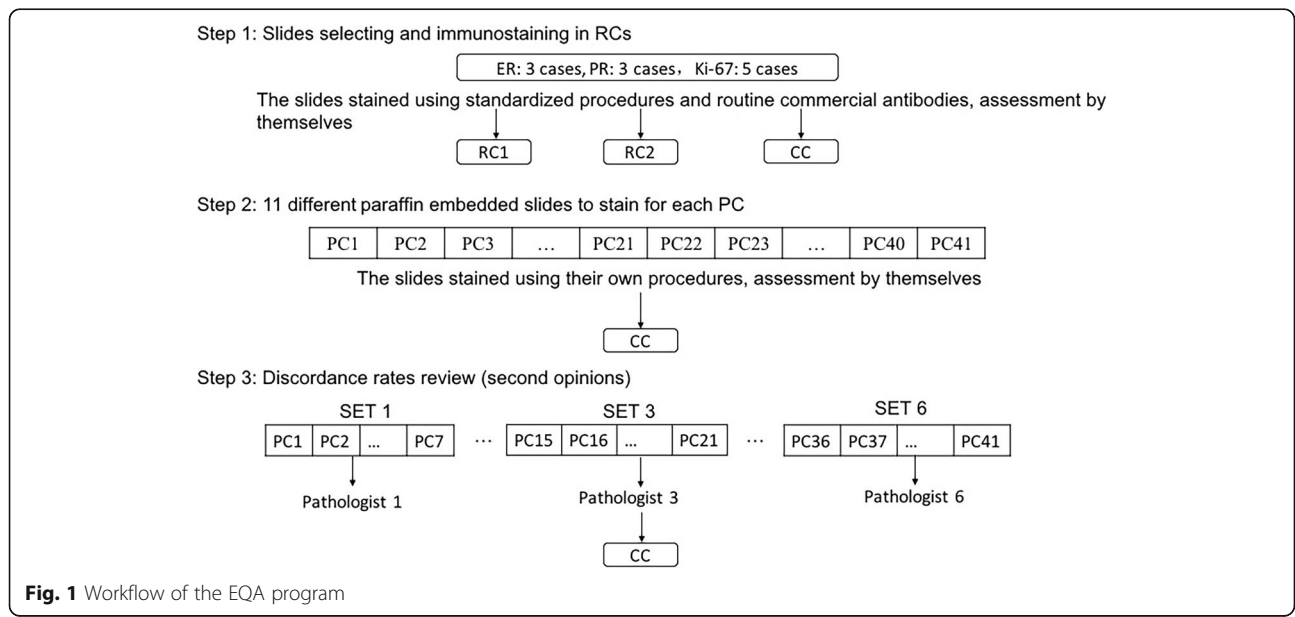 Step 1: Slides selecting and immunostaining in RCs
ER: 3 cases, PR: 3 cases， Ki-67: 5 cases
The slides stained using standardized procedures and routine commercial antibodies, assessment by
themselves
RC1 RC2 CC
Step 2: 11 different paraffin embedded slides to stain for each PC
PC1 PC2 PC3 … PC21 PC22 PC23 … PC40 PC41
The slides stained using their own procedures, assessment by themselves
CC
Step 3: Discordance rates review (second opinions)
SET 1 SET 3 SET 6
PC1 PC2 ... PC7 … PC15 PC16 ... PC21 … PC36 PC37 ... PC41
Pathologist 1 Pathologist 3 Pathologist 6
CC
Fig. 1 Workflow of the EQA program